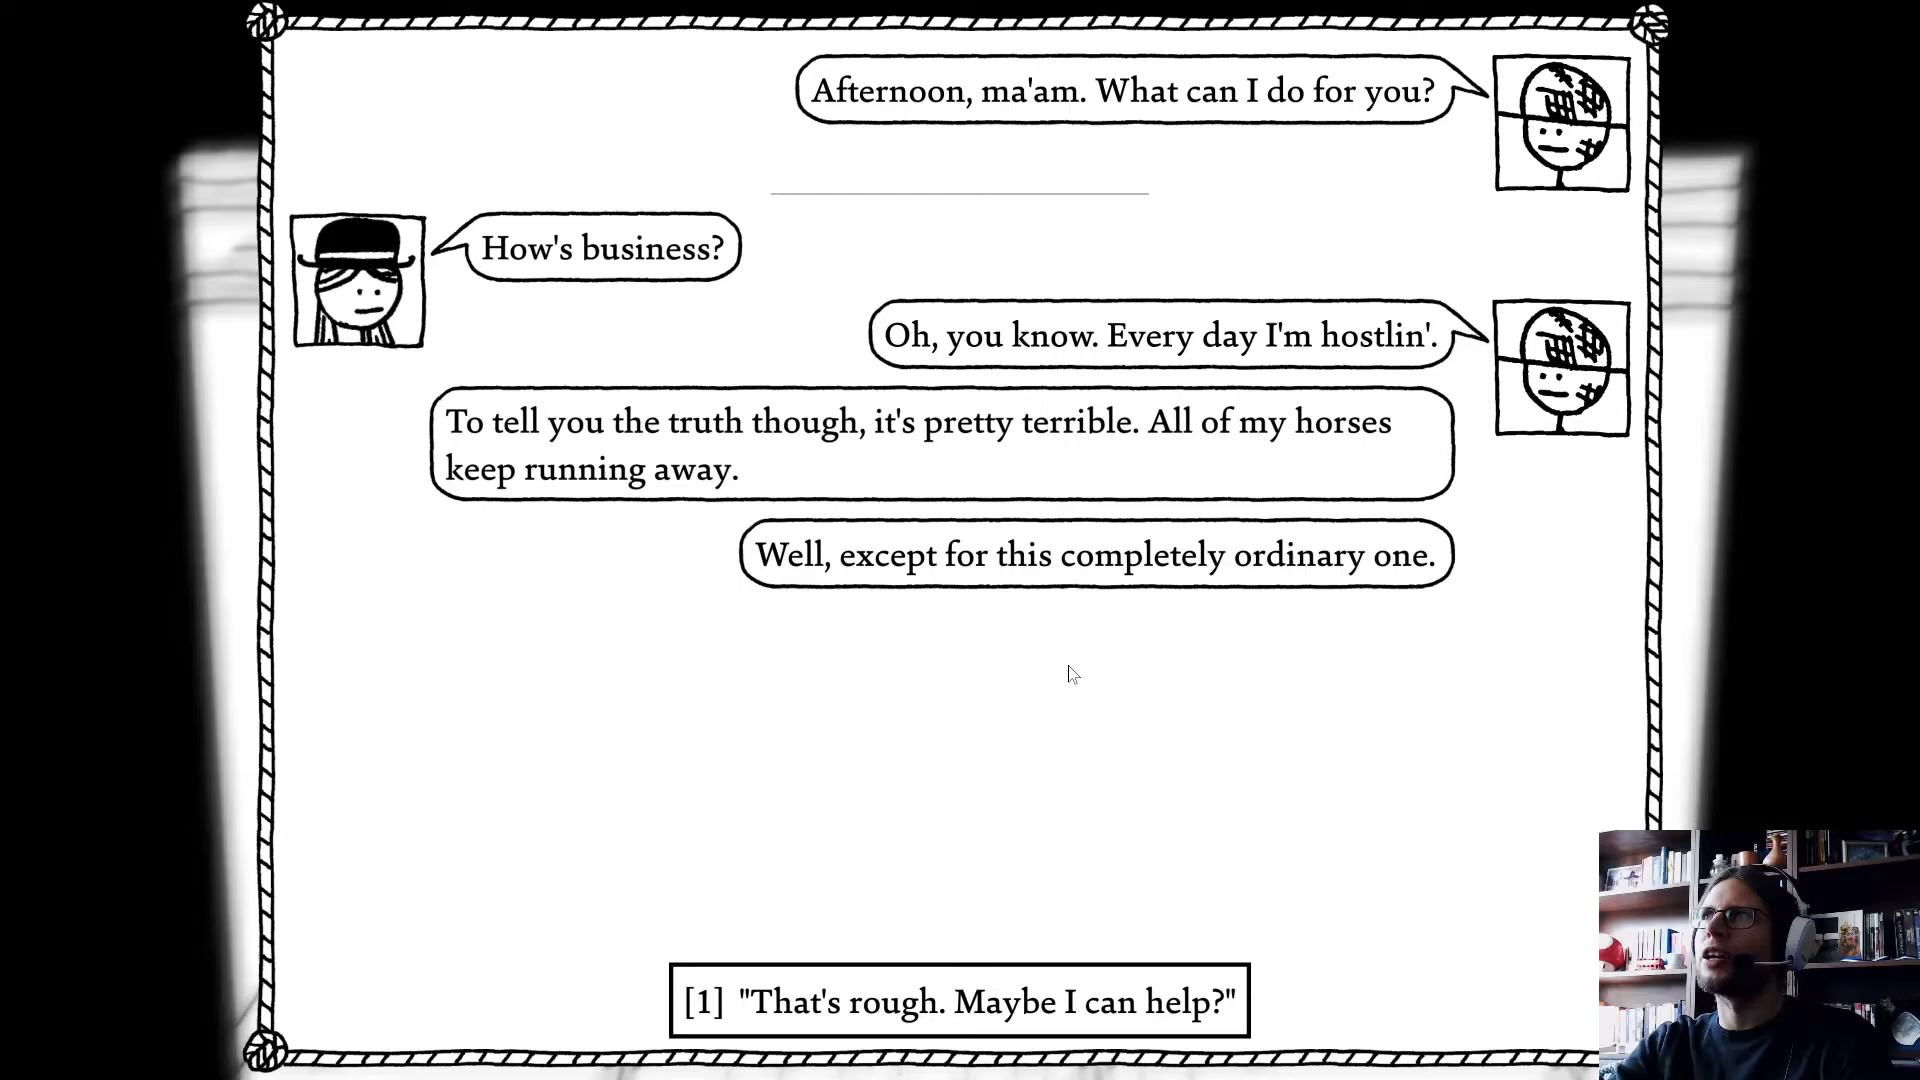 Afternoon, ma'am. What can I do for you?
How's business?
Oh, you know. Every day I'm hostlin'.
To tell you the truth though, it's pretty terrible. All of my horses
keep running away.
Well, except for this completely ordinary one.
[1] "That's rough. Maybe I can help?"